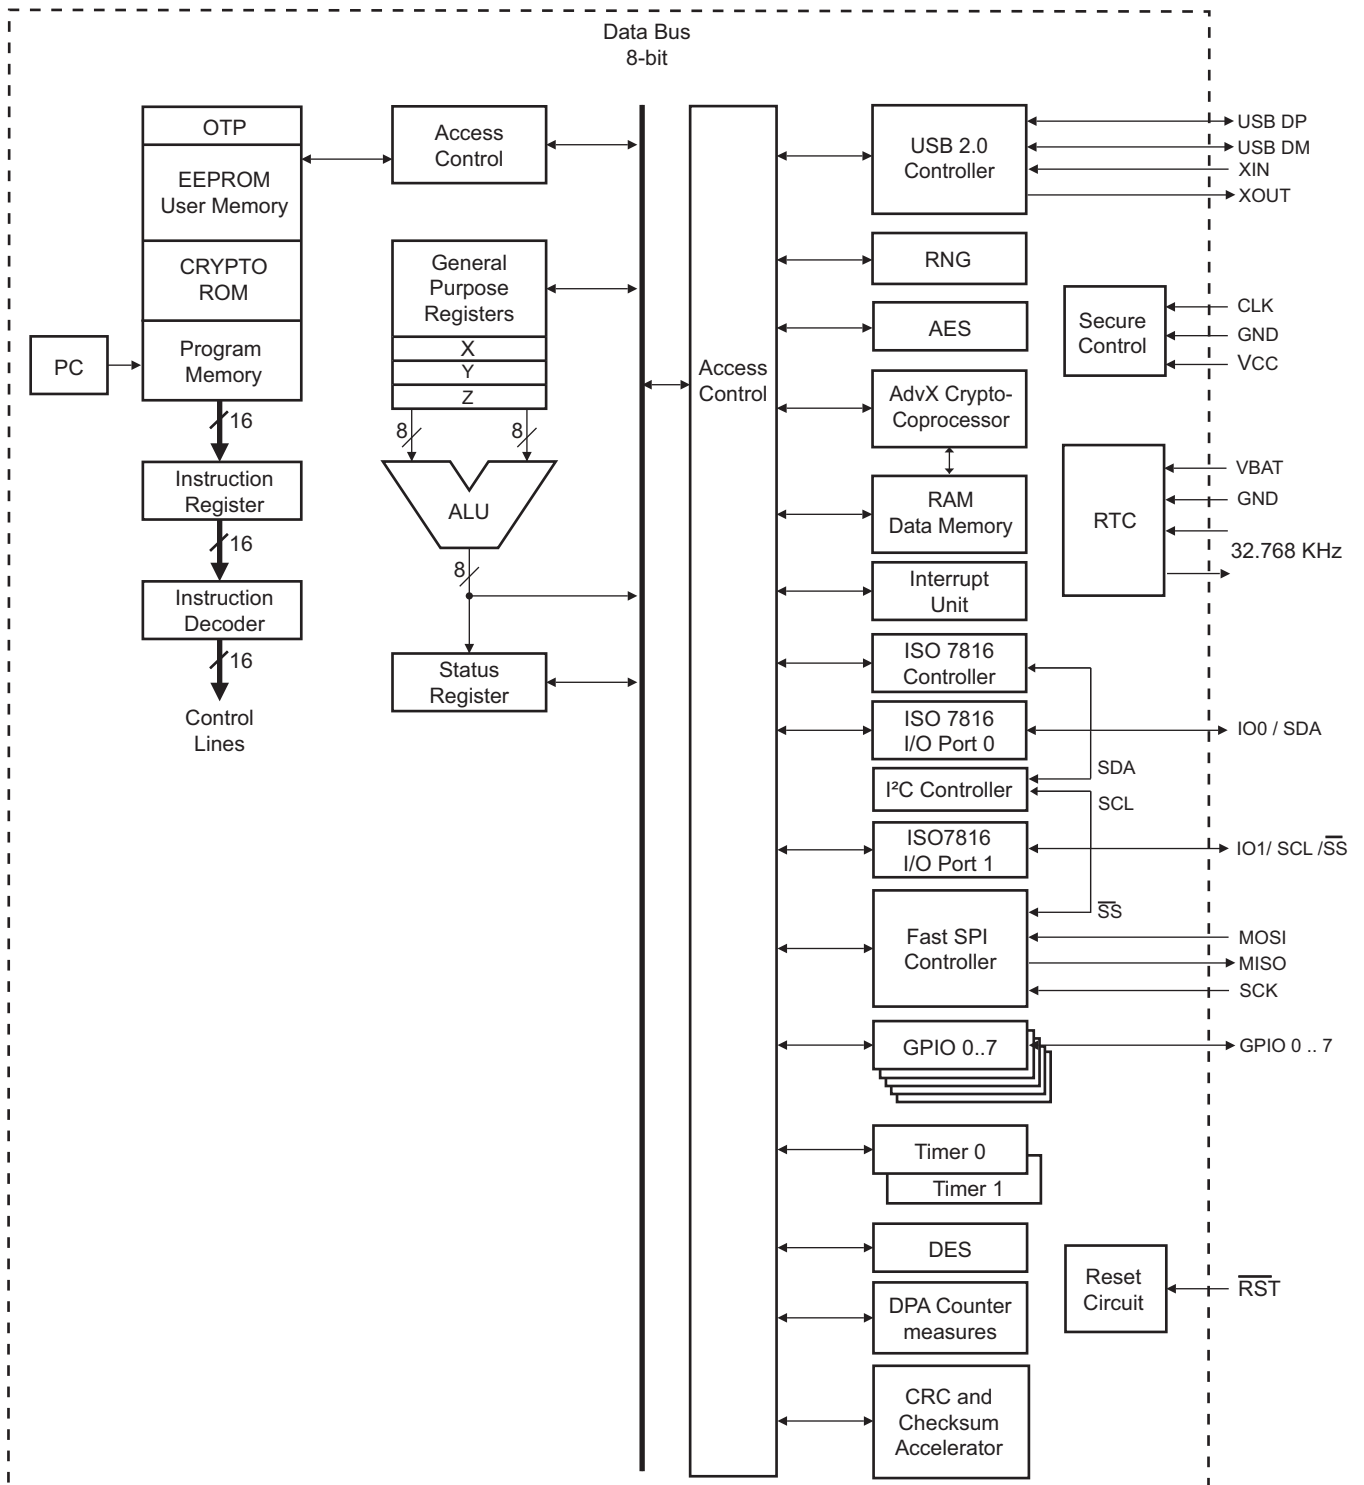 Data Bus
8-bit
OTP
EEPROM
User Memory
CRYPTO
ROM
Program
Memory
PC
16
Instruction
Register
16
Instruction
Decoder
16
Control
Lines
Access
Control
General
Purpose
Registers
X
Y
Z
8
8
ALU
8
Status
Register
Access
Control
USB 2.0
Controller
RNG
AES
AdvX Crypto-
Coprocessor
RAM
Data Memory
Interrupt
Unit
ISO 7816
Controller
ISO 7816
I/O Port 0
I²C Controller
ISO7816
I/O Port 1
Fast SPI
Controller
GPIO 0..7
Timer 0
Timer 1
DES
DPA Counter
measures
CRC and
Checksum
Accelerator
SDA
SCL
S̅S̅
Secure
Control
RTC
Reset
Circuit
USB DP
USB DM
XIN
XOUT
CLK
GND
VCC
VBAT
GND
32.768 KHz
IO0 / SDA
IO1/ SCL /S̅S̅
MOSI
MISO
SCK
GPIO 0 .. 7
R̅S̅T̅